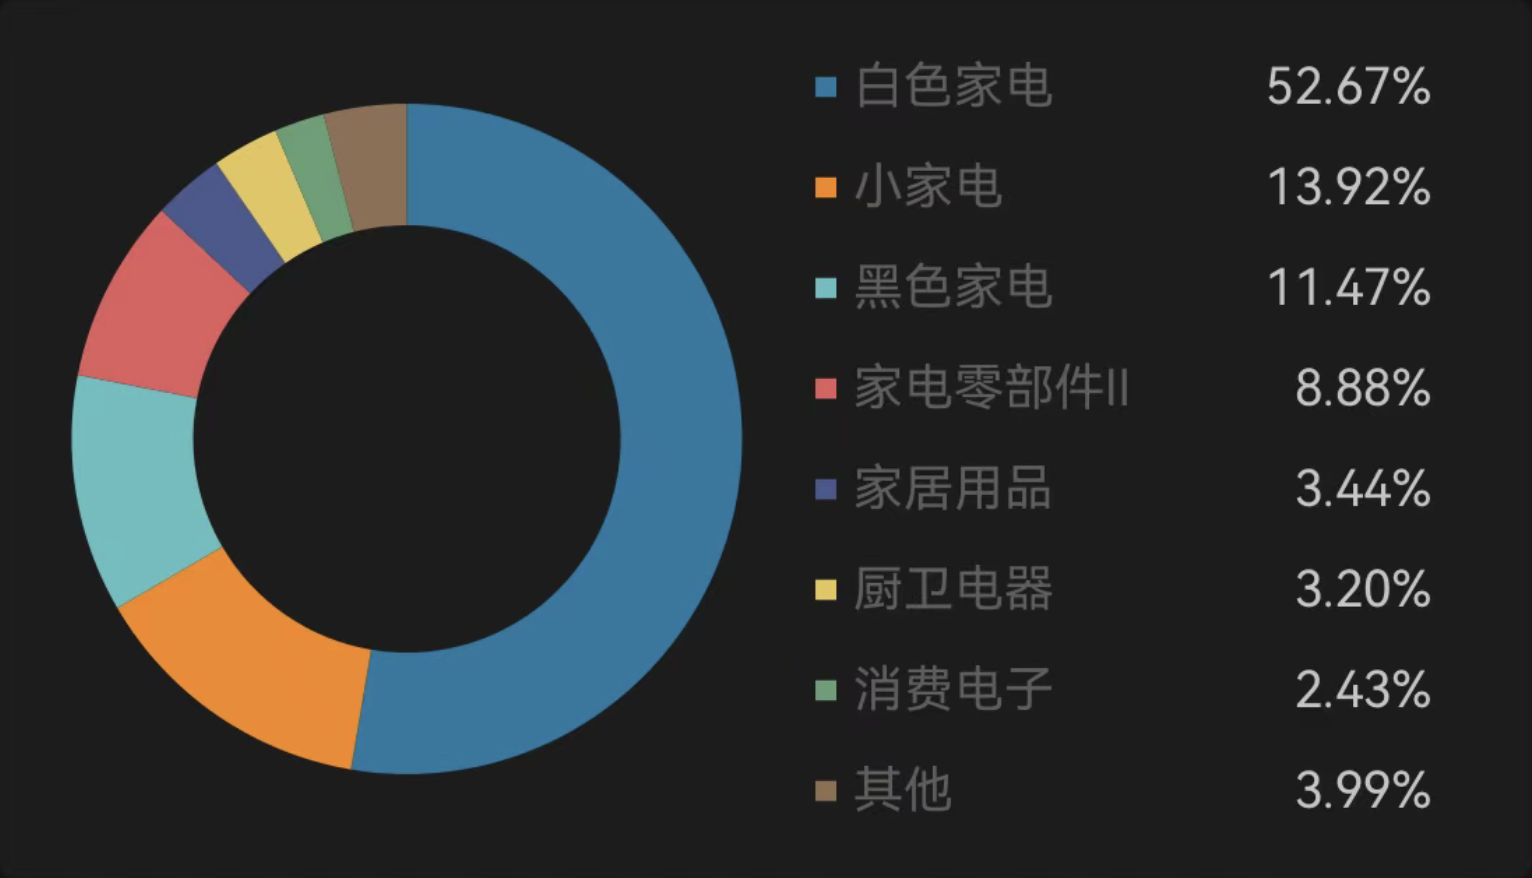 白色家电 52.67%
小家电 13.92%
黑色家电 11.47%
家电零部件II 8.88%
家居用品 3.44%
厨卫电器 3.20%
消费电子 2.43%
其他 3.99%